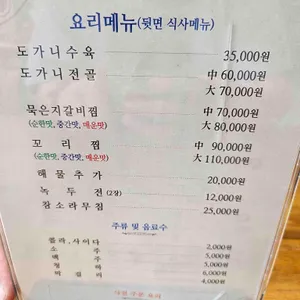 요리메뉴(뒷면 식사메뉴)
도가니수육 35,000원
도가니전골 中 60,000원
大 70,000원
묵은지갈비찜 中 70,000원
(순한맛,중간맛,매운맛) 大 80,000원
꼬리찜 中 90,000원
(순한맛,중간맛,매운맛) 大 110,000원
해물추가 20,000원
녹두전(2장) 12,000원
참소라무침 25,000원
주류 및 음료수
콜라,사이다 2,000원
소주 5,000원
맥주 5,000원
청하 6,000원
막걸리 4,000원